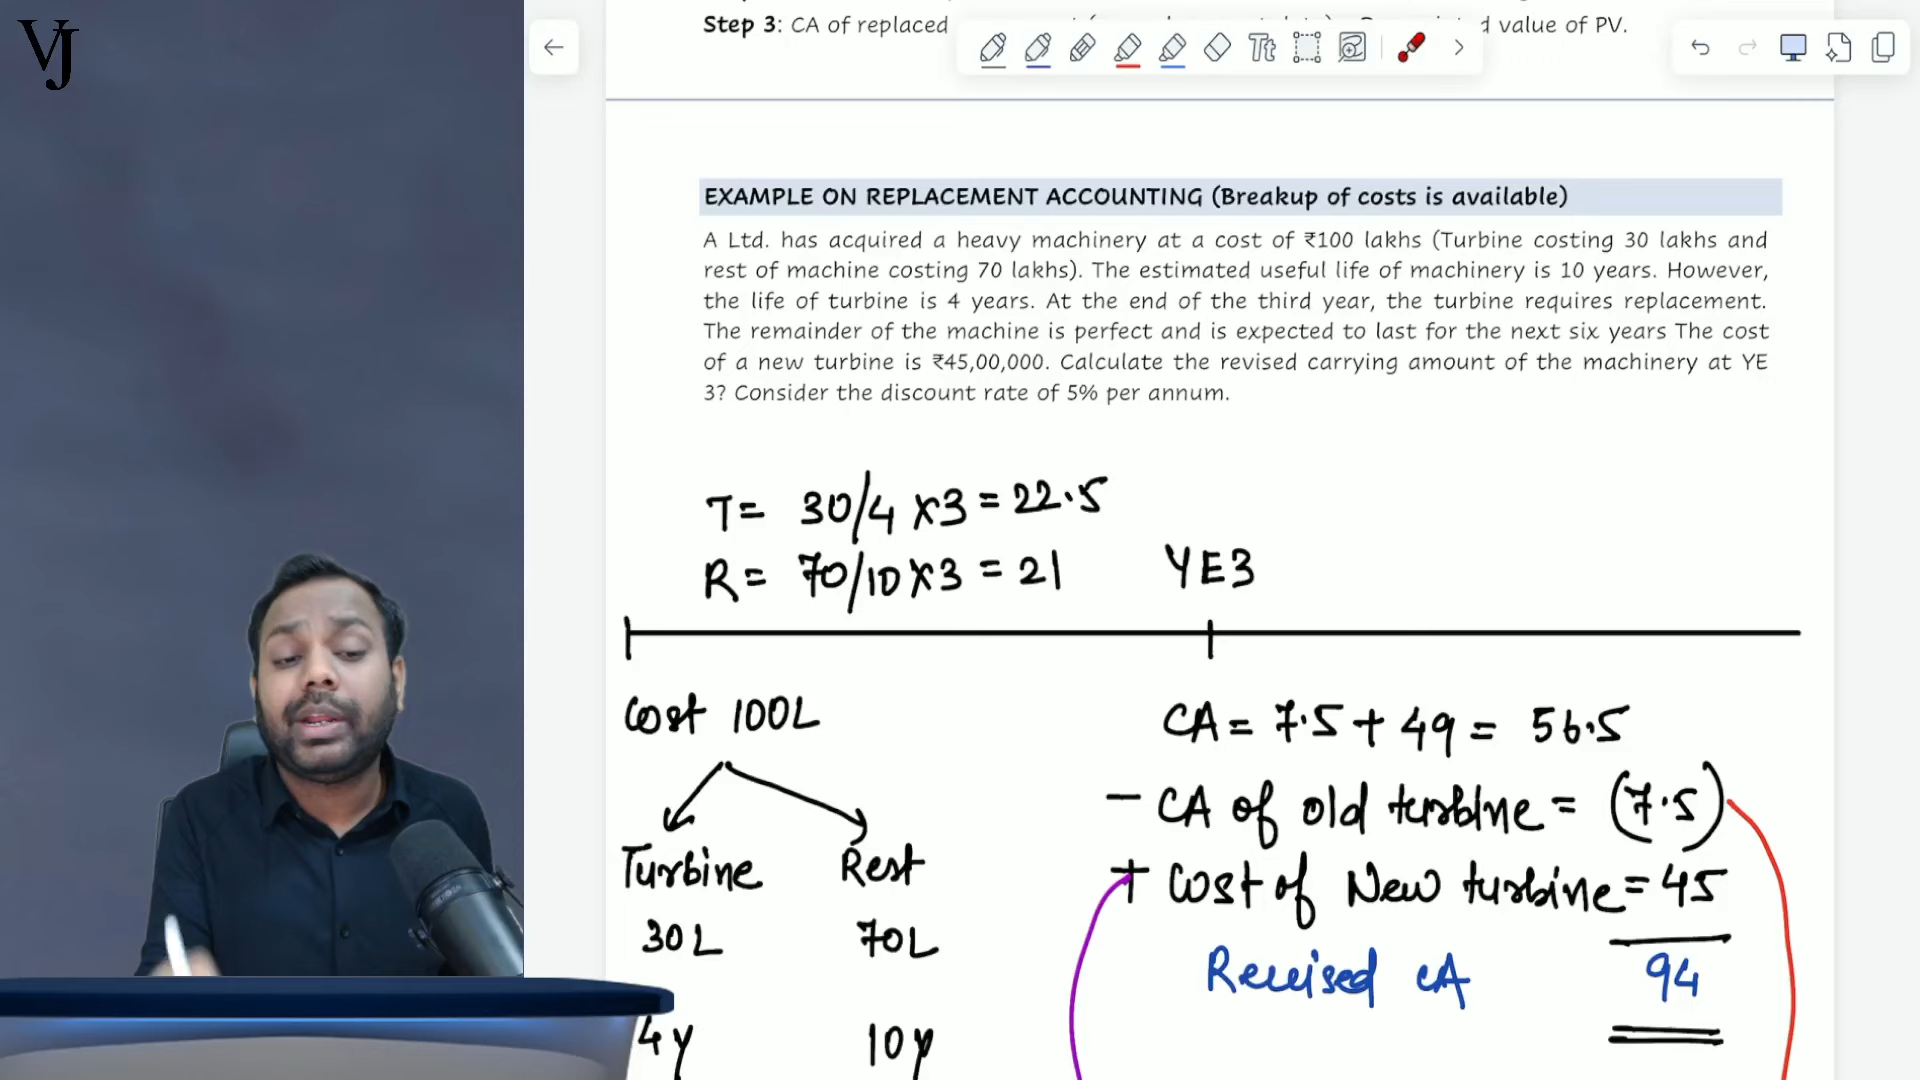 VJ
Step 3: CA of replaced
d value of PV.
Tt
EXAMPLE ON REPLACEMENT ACCOUNTING (Breakup of costs is available)
A Ltd. has acquired a heavy machinery at a cost of ₹100 lakhs (Turbine costing 30 lakhs and
rest of machine costing 70 lakhs). The estimated useful life of machinery is 10 years. However,
the life of turbine is 4 years. At the end of the third year, the turbine requires replacement.
The remainder of the machine is perfect and is expected to last for the next six years The cost
of a new turbine is ₹45,00,000. Calculate the revised carrying amount of the machinery at YE
3? Consider the discount rate of 5% per annum.
T= 30/4 x3 = 22.5
R= 70/10 x3 = 21
YE3
Cost 100L
CA = 7.5 + 49 = 56.5
- CA of old turbine = (7.5)
Turbine Rest
+ Cost of New turbine = 45
30L 70L
Revised CA 94
4y 10y